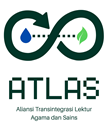 ATLAS
Aliansi Transintegrasi Lektur
Agama dan Sains